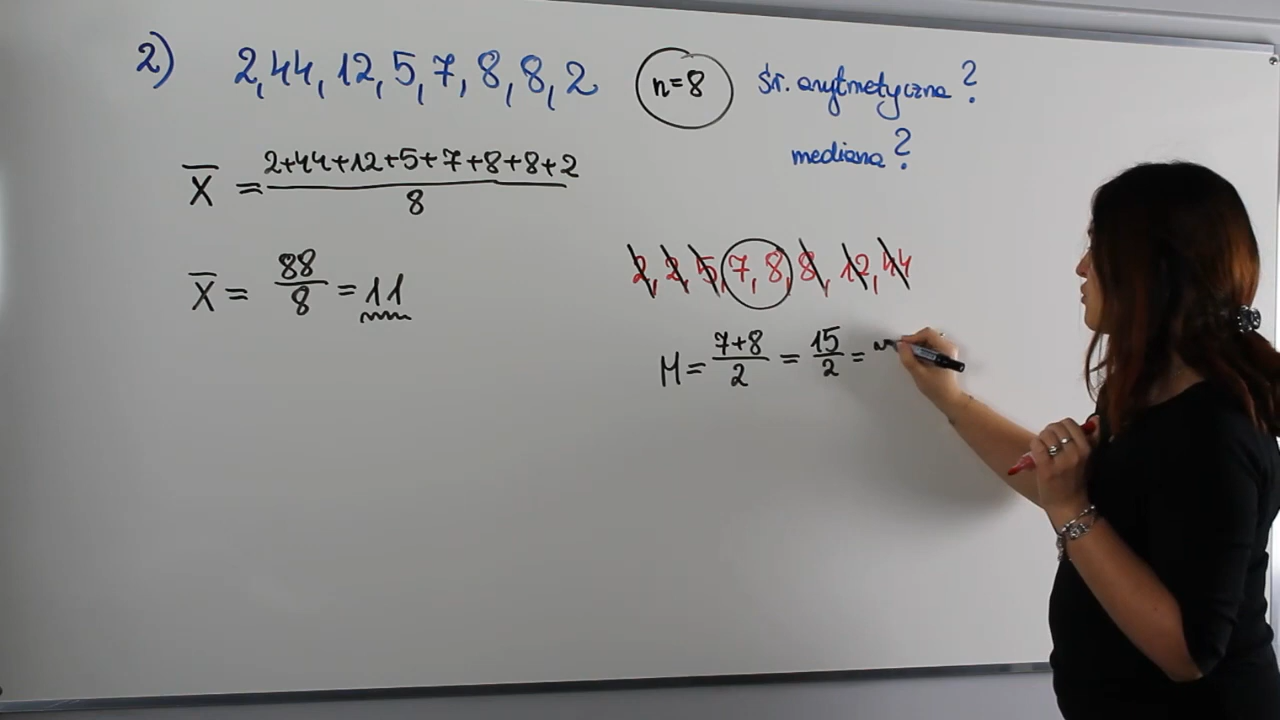 2) 2, 44, 12, 5, 7, 8, 8, 2 n=8 śr. arytmetyczna?
mediana?
X̅ = 2+44+12+5+7+8+8+2 / 8
X̅ = 88/8 = 11
2, 2, 5, 7, 8, 8, 12, 44
M = 7+8 / 2 = 15/2 =